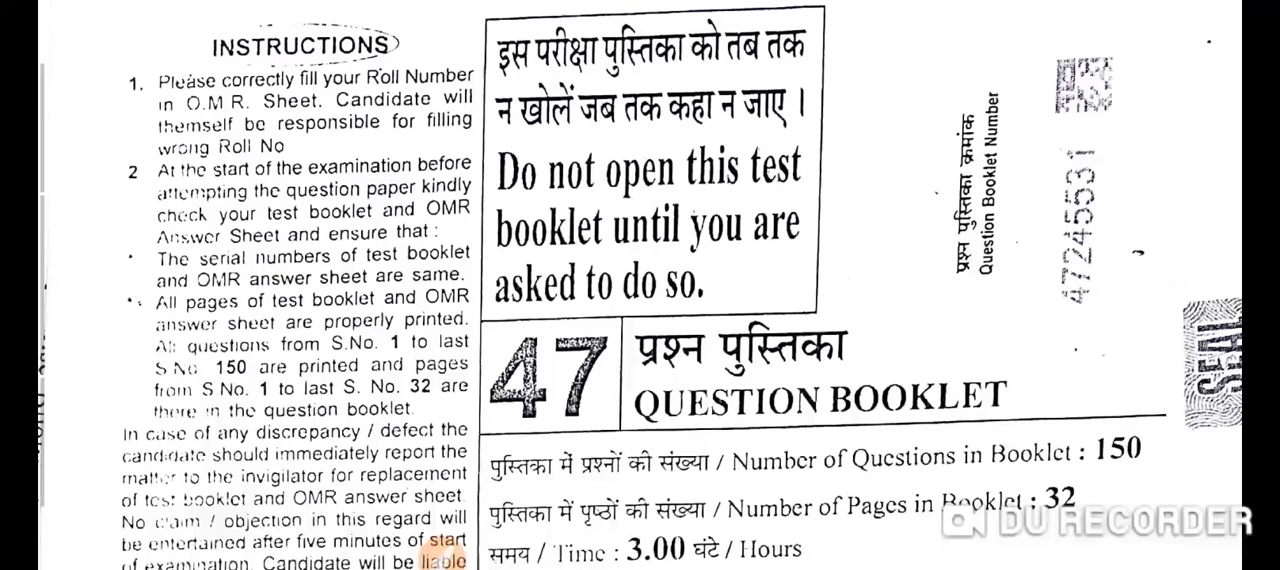 INSTRUCTIONS
1. Please correctly fill your Roll Number
in O.M R. Sheet. Candidate will
themself be responsible for filling
wrong Roll No
2 At the start of the examination before
attempting the question paper kindly
check your test booklet and OMR
Answer Sheet and ensure that :
The serial numbers of test booklet
and OMR answer sheet are same.
All pages of test booklet and OMR
answer sheet are properly printed.
All questions from S.No. 1 to last
S No 150 are printed and pages
from S No. 1 to last S. No. 32 are
there in the question booklet
In case of any discrepancy / defect the
candidate should immediately report the
matter to the invigilator for replacement
of test booklet and OMR answer sheet
No claim / objection in this regard will
be entertained after five minutes of start
of examination. Candidate will be liable
इस परीक्षा पुस्तिका को तब तक
न खोलें जब तक कहा न जाए ।
Do not open this test
booklet until you are
asked to do so.
47
प्रश्न पुस्तिका
QUESTION BOOKLET
पुस्तिका में प्रश्नों की संख्या / Number of Questions in Booklet : 150
पुस्तिका में पृष्ठों की संख्या / Number of Pages in Booklet : 32
समय / Time : 3.00 घंटे / Hours
प्रश्न पुस्तिका क्रमांक
Question Booklet Number
47245531
SEAL
DU RECORDER